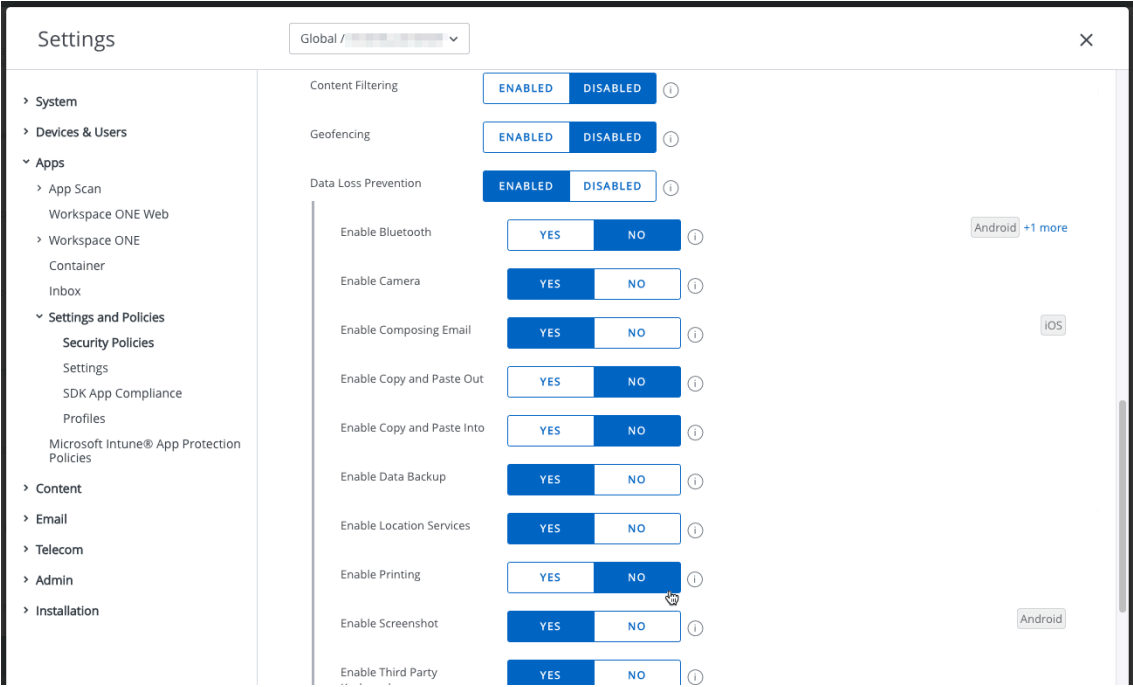 Settings
Global /
System
Devices & Users
Apps
App Scan
Workspace ONE Web
Workspace ONE
Container
Inbox
Settings and Policies
Security Policies
Settings
SDK App Compliance
Profiles
Microsoft Intune® App Protection
Policies
Content
Email
Telecom
Admin
Installation
Content Filtering ENABLED DISABLED
Geofencing ENABLED DISABLED
Data Loss Prevention ENABLED DISABLED
Enable Bluetooth YES NO Android +1 more
Enable Camera YES NO
Enable Composing Email YES NO iOS
Enable Copy and Paste Out YES NO
Enable Copy and Paste Into YES NO
Enable Data Backup YES NO
Enable Location Services YES NO
Enable Printing YES NO
Enable Screenshot YES NO Android
Enable Third Party YES NO